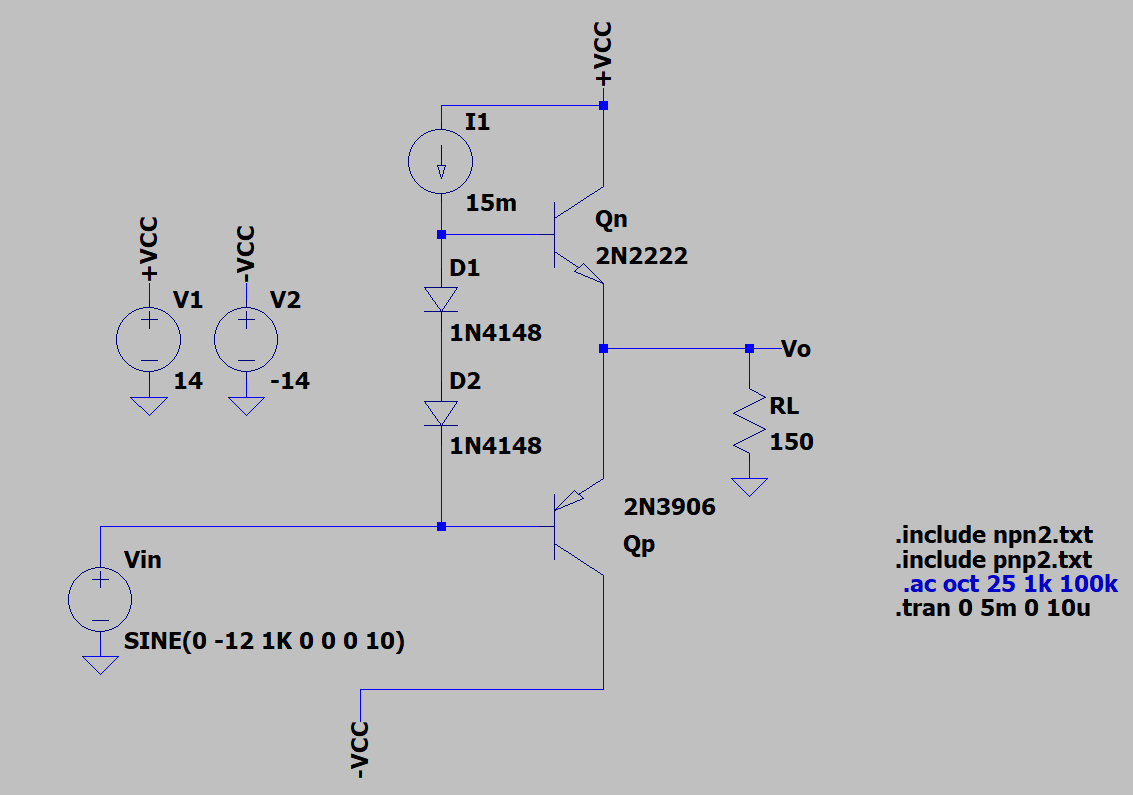 +VCC
I1
15m
Qn
2N2222
+VCC
-VCC
D1
V1
V2
1N4148
Vo
14
-14
D2
RL
150
1N4148
2N3906
Qp
Vin
SINE(0 -12 1K 0 0 0 10)
.include npn2.txt
.include pnp2.txt
.ac oct 25 1k 100k
.tran 0 5m 0 10u
-VCC